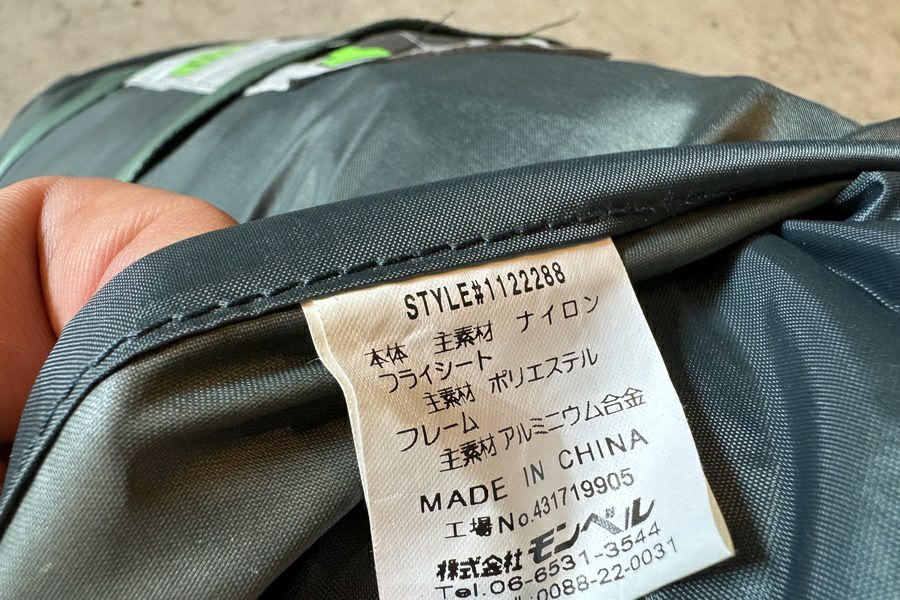 STYLE#1122288
本体 主素材 ナイロン
フライシート
主素材 ポリエステル
フレーム
主素材 アルミニウム合金
MADE IN CHINA
工場No.431719905
株式会社モンベル
Tel.06-6531-3544
0088-22-0031